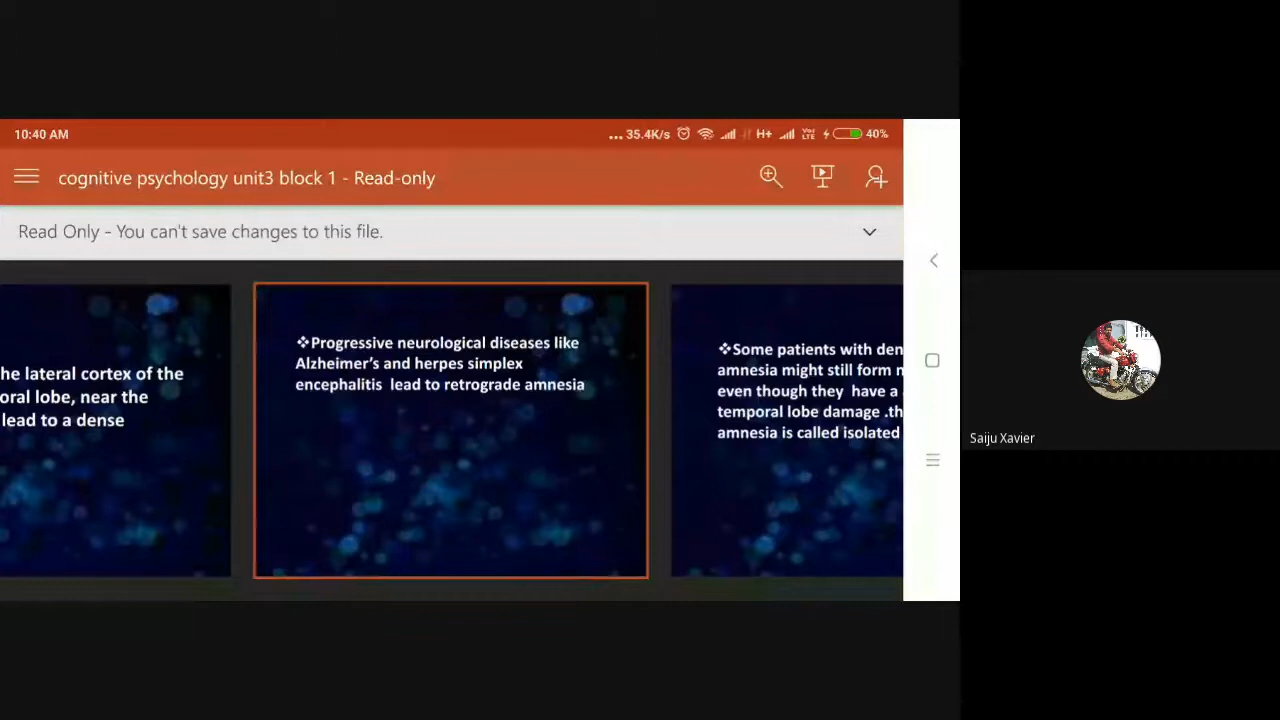 10:40 AM
... 35.4K/s H+ Vo) LTE 40%
cognitive psychology unit3 block 1 - Read-only
Read Only - You can't save changes to this file.
he lateral cortex of the
oral lobe, near the
lead to a dense
❖Progressive neurological diseases like
Alzheimer's and herpes simplex
encephalitis lead to retrograde amnesia
❖Some patients with den
amnesia might still form n
even though they have a
temporal lobe damage .th
amnesia is called isolated
Saiju Xavier